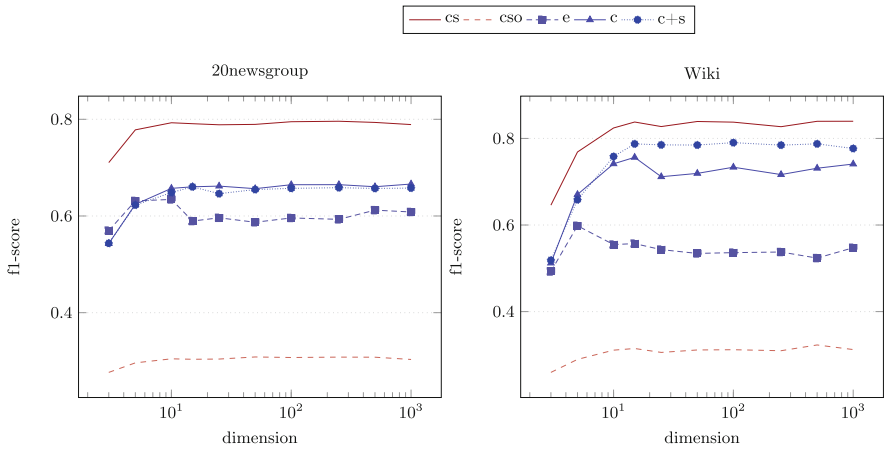 cs cso e c c+s
20newsgroup
0.8
0.6
0.4
10^1 10^2 10^3
dimension
f1-score
Wiki
0.8
0.6
0.4
10^1 10^2 10^3
dimension
f1-score